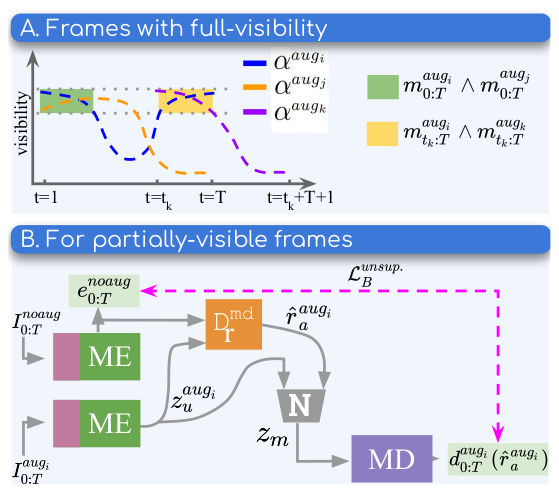 A. Frames with full-visibility
visibility
α^{aug_i}
α^{aug_j}
α^{aug_k}
m_{0:T}^{aug_i} ∧ m_{0:T}^{aug_j}
m_{t_k:T}^{aug_i} ∧ m_{t_k:T}^{aug_k}
t=1 t=t_k t=T t=t_k+T+1
B. For partially-visible frames
e_{0:T}^{noaug}
L_B^{unsup.}
I_{0:T}^{noaug}
ME
D_r^{md}
r̂_a^{aug_i}
ME
z_u^{aug_i}
N
z_m
I_{0:T}^{aug_i}
MD
d_{0:T}^{aug_i}(r̂_a^{aug_i})